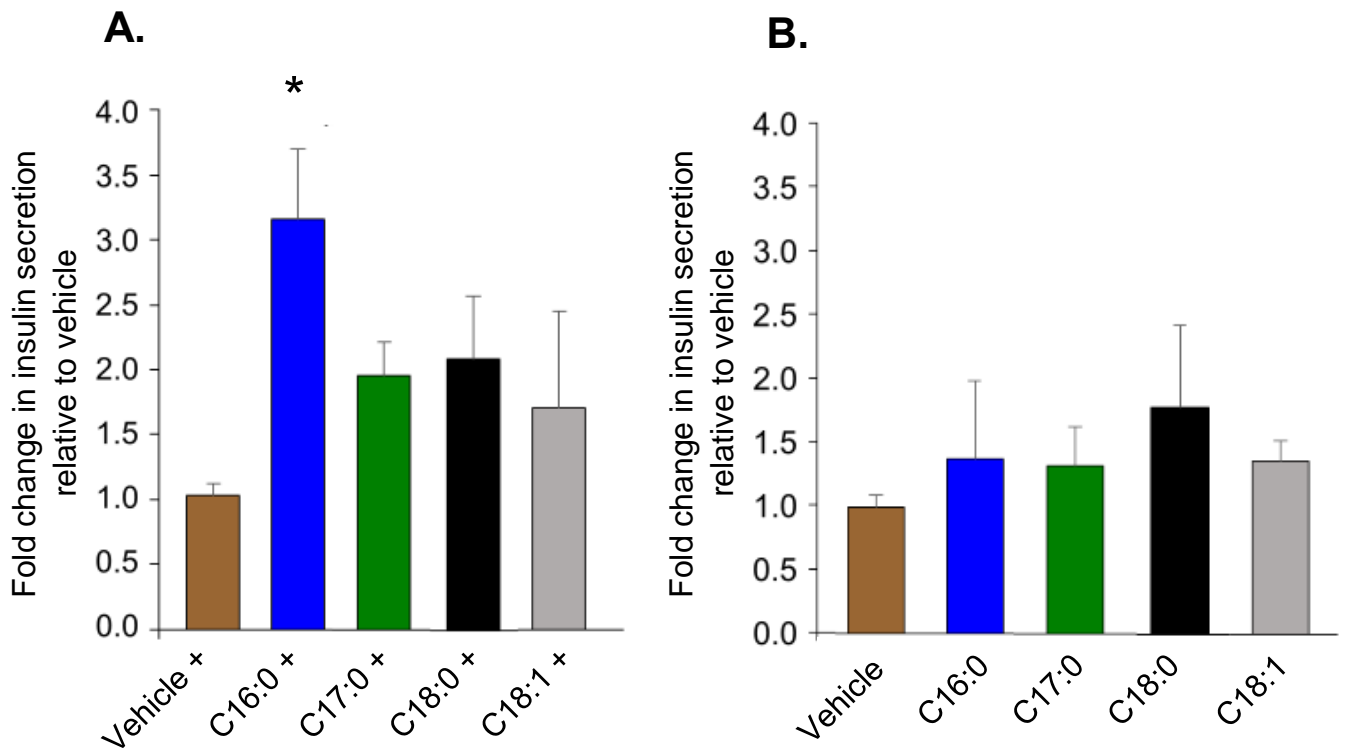 A.
*
Fold change in insulin secretion
relative to vehicle
4.0
3.5
3.0
2.5
2.0
1.5
1.0
0.5
0.0
Vehicle +
C16:0 +
C17:0 +
C18:0 +
C18:1 +
B.
Fold change in insulin secretion
relative to vehicle
4.0
3.5
3.0
2.5
2.0
1.5
1.0
0.5
0.0
Vehicle
C16:0
C17:0
C18:0
C18:1